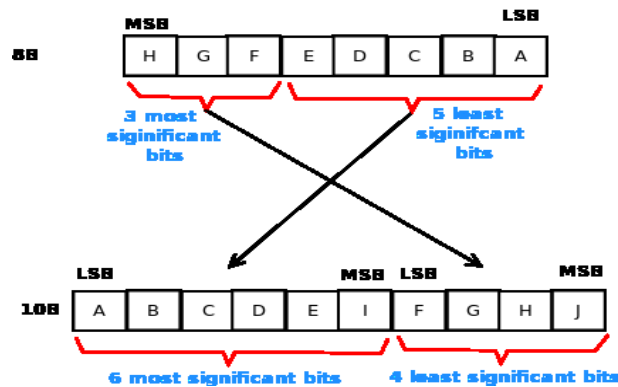 LSB
MSB
8B
H G F E D C B A
3 most
siginificant
bits
5 least
siginifcant
bits
LSB MSB LSB MSB
10B
A B C D E I F G H J
6 most significant bits
4 least significant bits